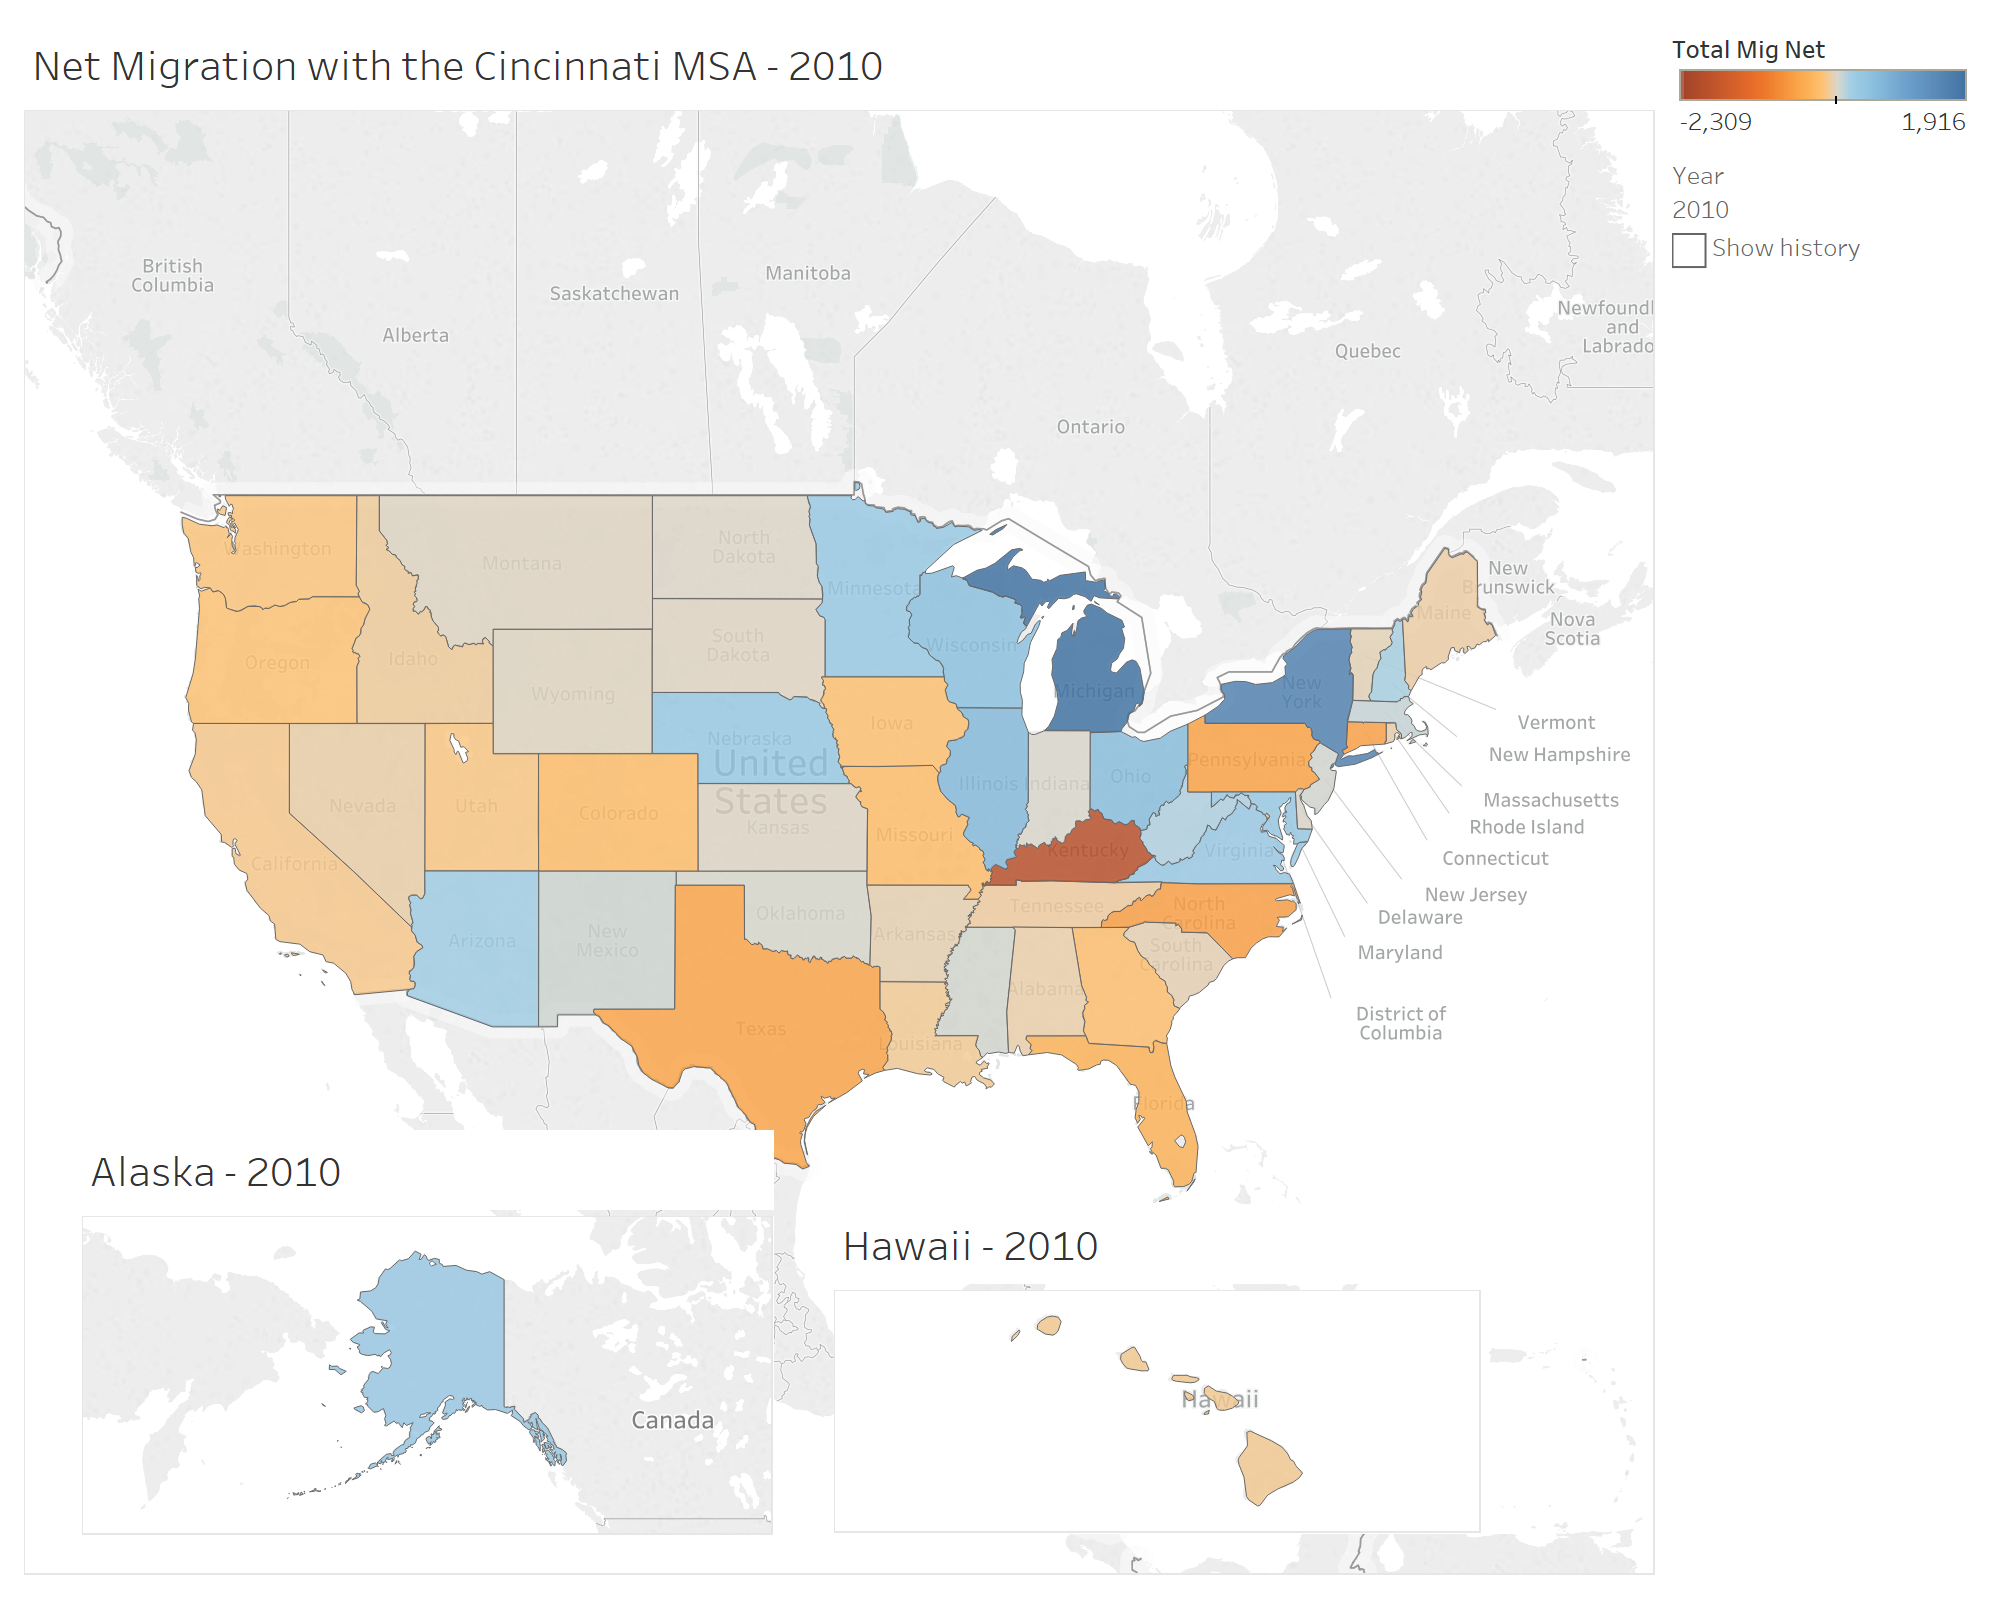 Net Migration with the Cincinnati MSA - 2010
Total Mig Net
-2,309
1,916
Year
2010
Show history
British
Columbia
Alberta
Saskatchewan
Manitoba
Ontario
Quebec
Newfoundl
and
Labrado
New
Brunswick
Nova
Scotia
Washington
Montana
North
Dakota
Minnesota
Maine
Oregon
Idaho
South
Dakota
Wisconsin
Wyoming
Michigan
New
York
Iowa
Nebraska
United
States
Pennsylvania
Nevada
Utah
Colorado
Kansas
Illinois
Indiana
Ohio
Missouri
Kentucky
Virginia
California
Arizona
New
Mexico
Oklahoma
Arkansas
Tennessee
North
Carolina
South
Carolina
Alabama
Texas
Louisiana
Florida
Vermont
New Hampshire
Massachusetts
Rhode Island
Connecticut
New Jersey
Delaware
Maryland
District of
Columbia
Alaska - 2010
Canada
Hawaii - 2010
Hawaii